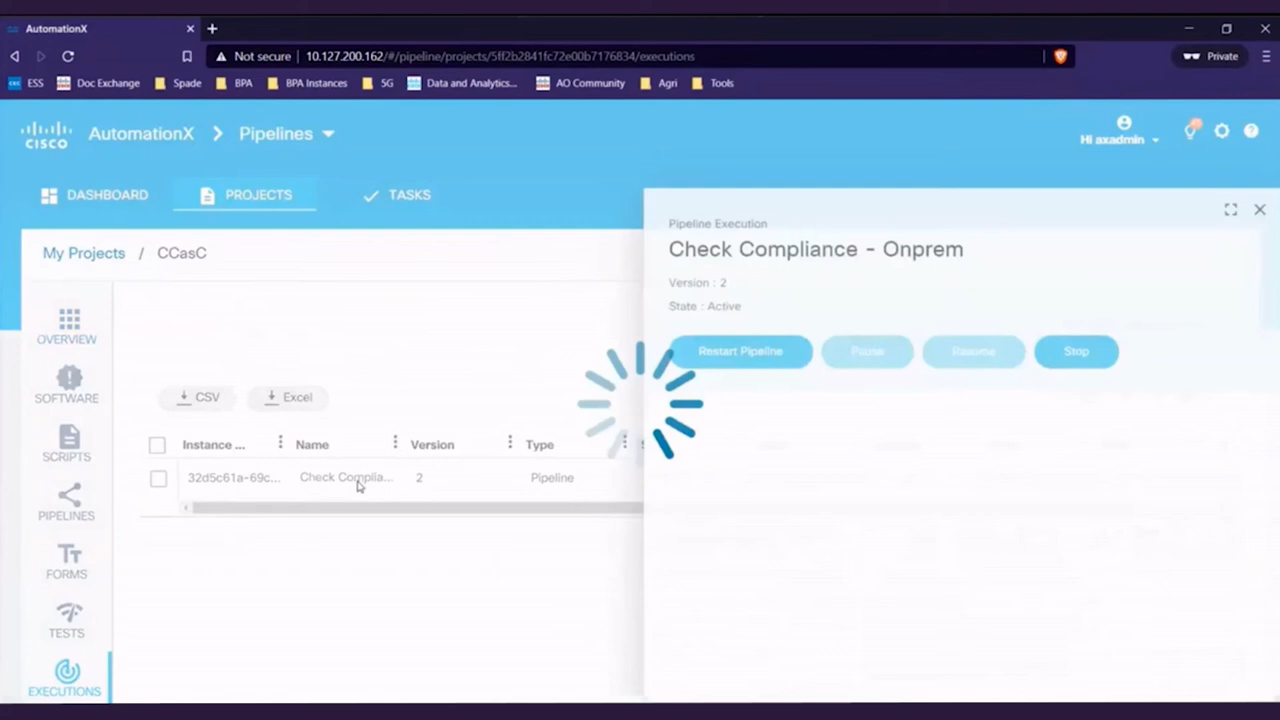 AutomationX
Not secure 10.127.200.162/#/pipeline/projects/5ff2b2841fc72e00b7176834/executions
Private
ESS Doc Exchange Spade BPA BPA Instances 5G Data and Analytics... AO Community Agri Tools
CISCO AutomationX Pipelines
Hi axadmin
DASHBOARD PROJECTS TASKS
My Projects / CCasC
OVERVIEW
SOFTWARE
SCRIPTS
PIPELINES
FORMS
TESTS
EXECUTIONS
CSV Excel
Instance ... Name Version Type
32d5c61a-69c... Check Complia... 2 Pipeline
Pipeline Execution
Check Compliance - Onprem
Version : 2
State : Active
Restart Pipeline Pause Resume Stop